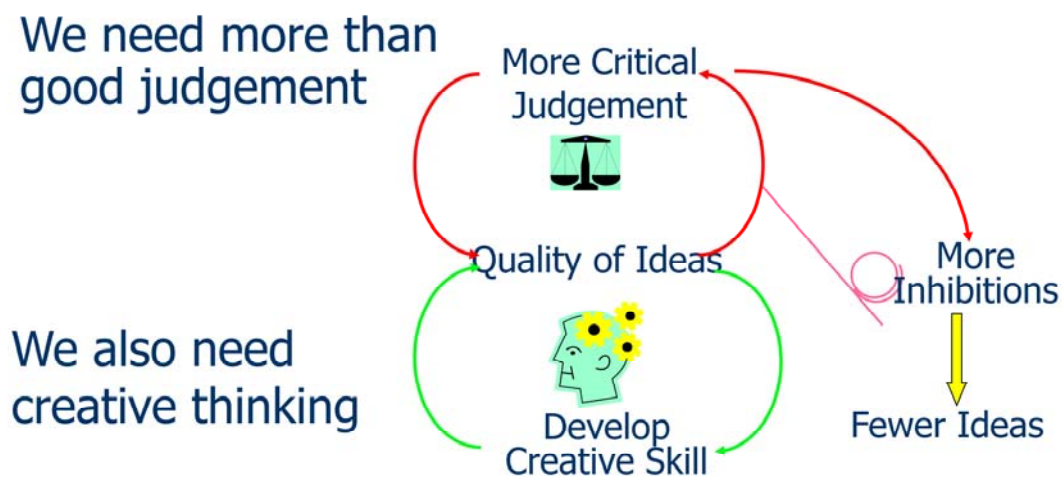 We need more than
good judgement
More Critical
Judgement
Quality of Ideas
More
Inhibitions
We also need
creative thinking
Develop
Creative Skill
Fewer Ideas